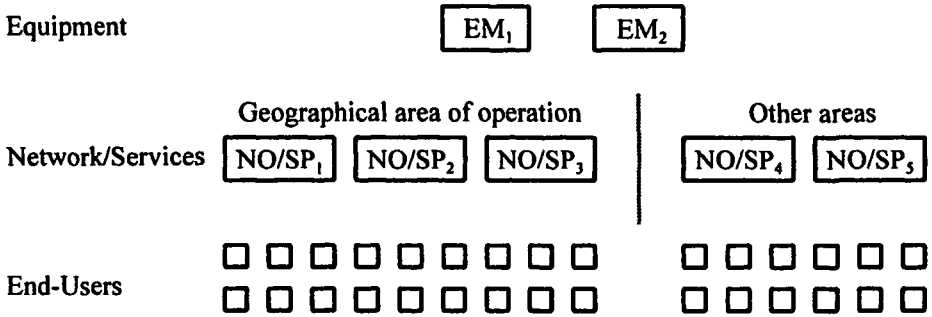 Equipment EM₁ EM₂
Geographical area of operation Other areas
Network/Services NO/SP₁ NO/SP₂ NO/SP₃ NO/SP₄ NO/SP₅
End-Users